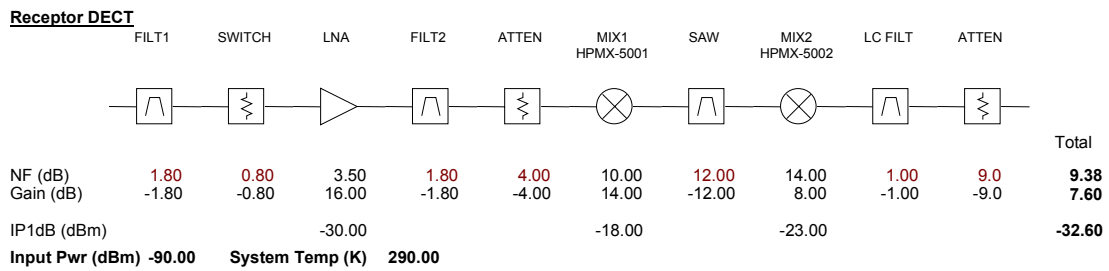 Receptor DECT
FILT1 SWITCH LNA FILT2 ATTEN MIX1 SAW MIX2 LC FILT ATTEN
HPMX-5001 HPMX-5002
Total
NF (dB) 1.80 0.80 3.50 1.80 4.00 10.00 12.00 14.00 1.00 9.0 9.38
Gain (dB) -1.80 -0.80 16.00 -1.80 -4.00 14.00 -12.00 8.00 -1.00 -9.0 7.60
IP1dB (dBm) -30.00 -18.00 -23.00 -32.60
Input Pwr (dBm) -90.00 System Temp (K) 290.00